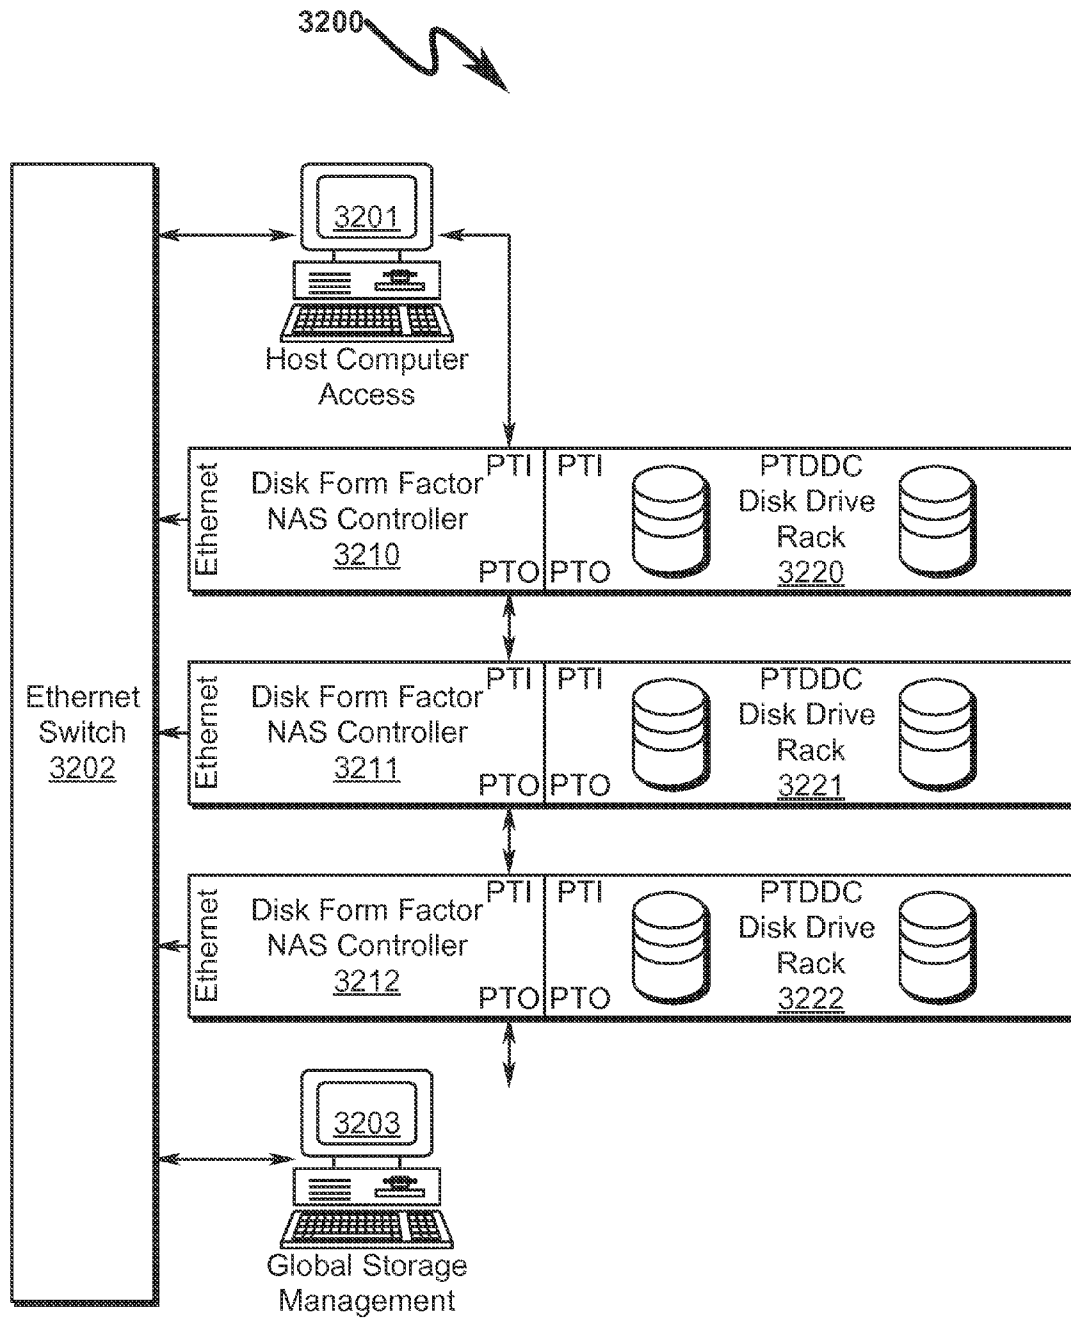 3200
3201
Host Computer
Access
Ethernet
Switch
3202
Ethernet
Disk Form Factor
NAS Controller
3210
PTI
PTO
PTI
PTO
PTDDC
Disk Drive
Rack
3220
Ethernet
Disk Form Factor
NAS Controller
3211
PTI
PTO
PTI
PTO
PTDDC
Disk Drive
Rack
3221
Ethernet
Disk Form Factor
NAS Controller
3212
PTI
PTO
PTI
PTO
PTDDC
Disk Drive
Rack
3222
3203
Global Storage
Management